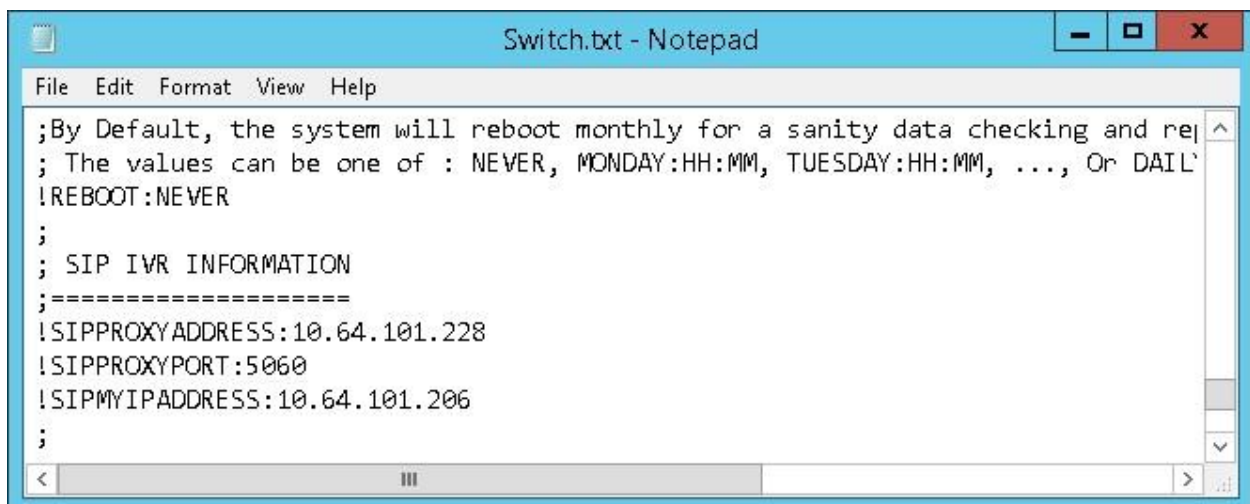 Switch.txt - Notepad
File Edit Format View Help
;By Default, the system will reboot monthly for a sanity data checking and
; The values can be one of : NEVER, MONDAY:HH:MM, TUESDAY:HH:MM, ..., Or
!REBOOT:NEVER
;
; SIP IVR INFORMATION
;====================
!SIPPROXYADDRESS:10.64.101.228
!SIPPROXYPORT:5060
!SIPMYIPADDRESS:10.64.101.206
;